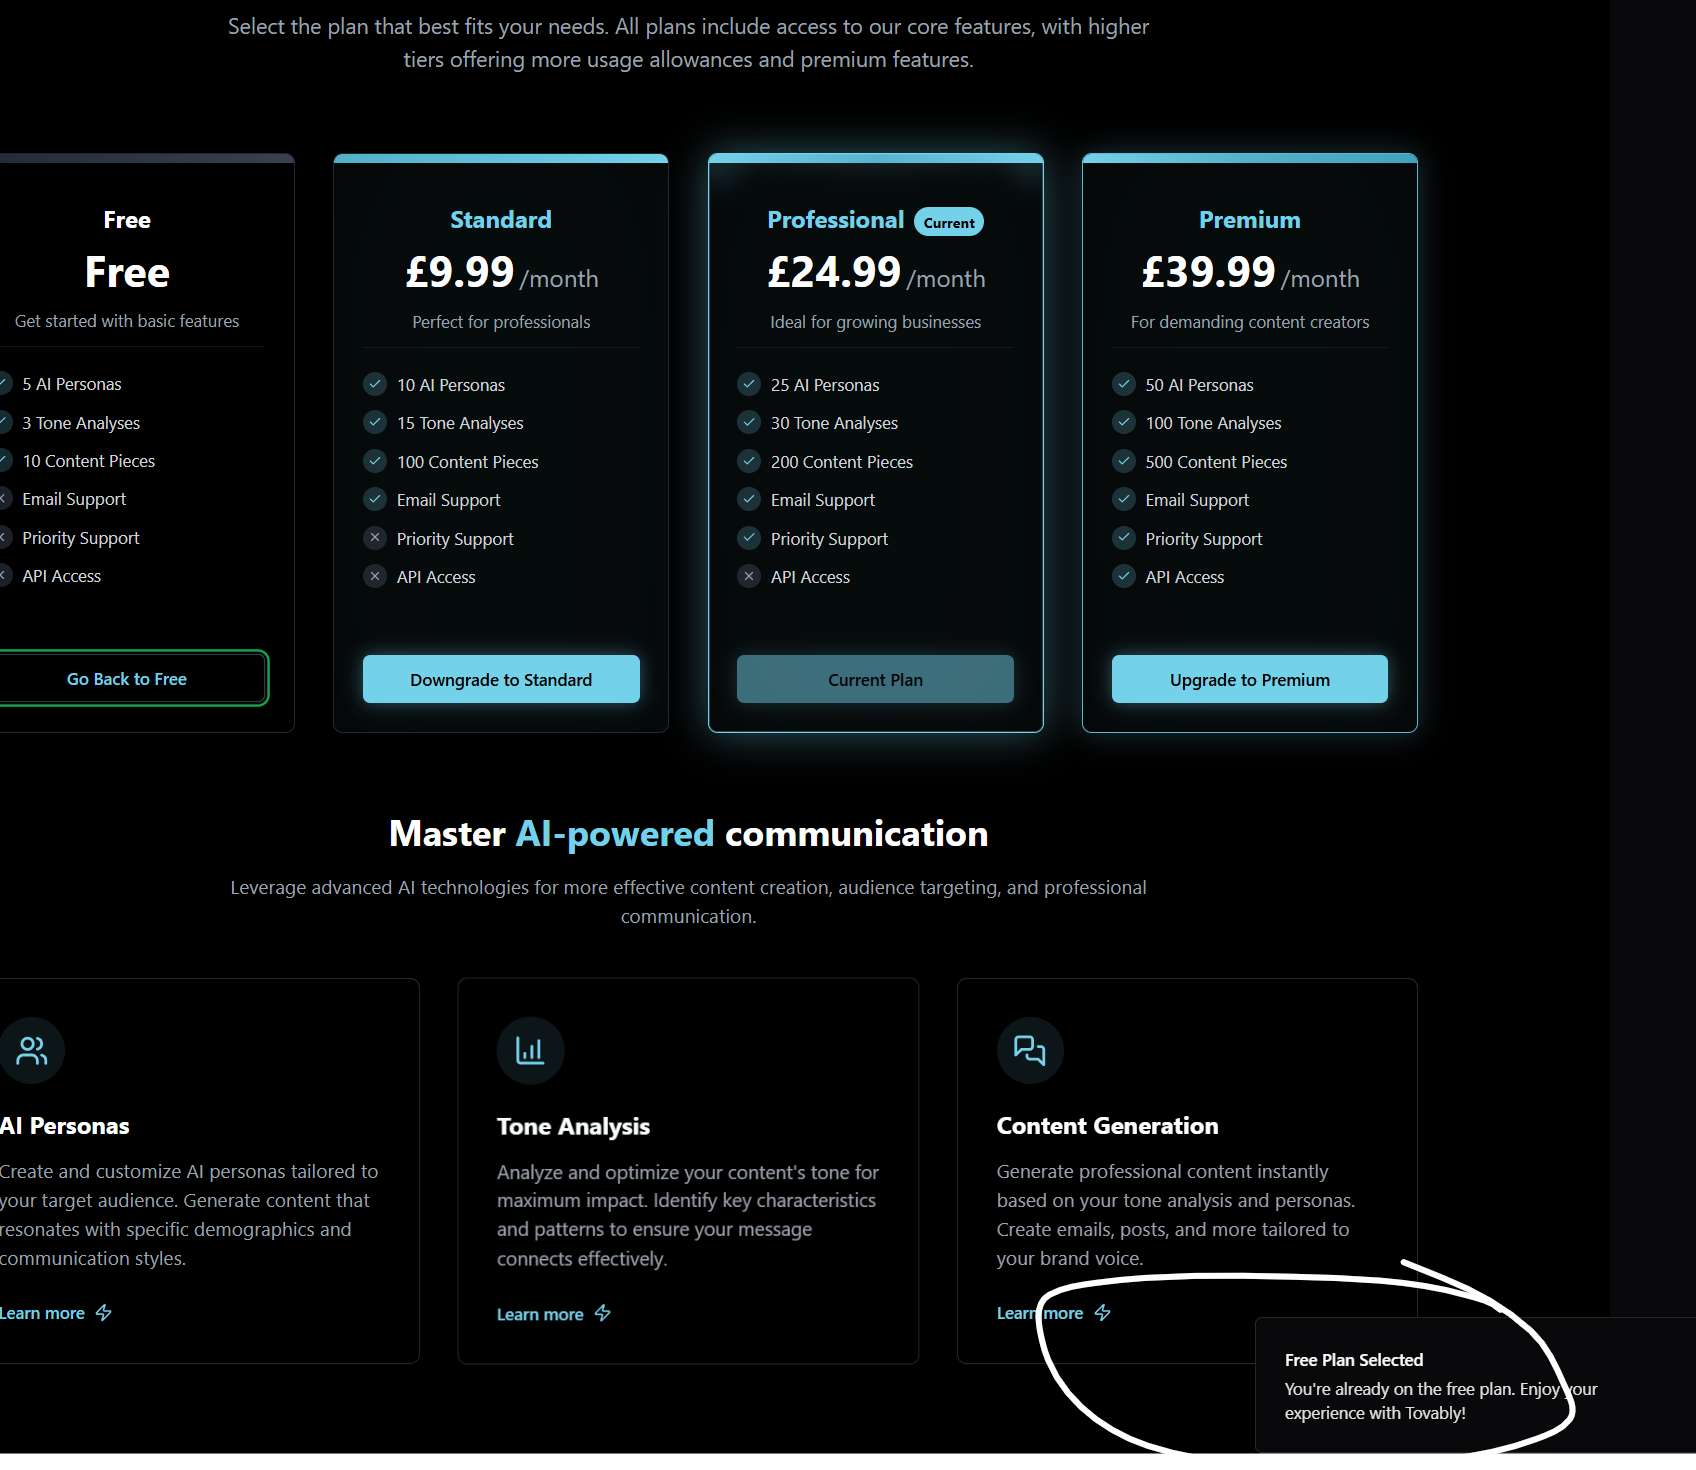 Select the plan that best fits your needs. All plans include access to our core features, with higher
tiers offering more usage allowances and premium features.
Free
Free
Get started with basic features
5 AI Personas
3 Tone Analyses
10 Content Pieces
Email Support
Priority Support
API Access
Go Back to Free
Standard
£9.99 /month
Perfect for professionals
10 AI Personas
15 Tone Analyses
100 Content Pieces
Email Support
Priority Support
API Access
Downgrade to Standard
Professional Current
£24.99 /month
Ideal for growing businesses
25 AI Personas
30 Tone Analyses
200 Content Pieces
Email Support
Priority Support
API Access
Current Plan
Premium
£39.99 /month
For demanding content creators
50 AI Personas
100 Tone Analyses
500 Content Pieces
Email Support
Priority Support
API Access
Upgrade to Premium
Master AI-powered communication
Leverage advanced AI technologies for more effective content creation, audience targeting, and professional
communication.
AI Personas
Create and customize AI personas tailored to
your target audience. Generate content that
resonates with specific demographics and
communication styles.
Learn more
Tone Analysis
Analyze and optimize your content's tone for
maximum impact. Identify key characteristics
and patterns to ensure your message
connects effectively.
Learn more
Content Generation
Generate professional content instantly
based on your tone analysis and personas.
Create emails, posts, and more tailored to
your brand voice.
Learn more
Free Plan Selected
You're already on the free plan. Enjoy your
experience with Tovably!